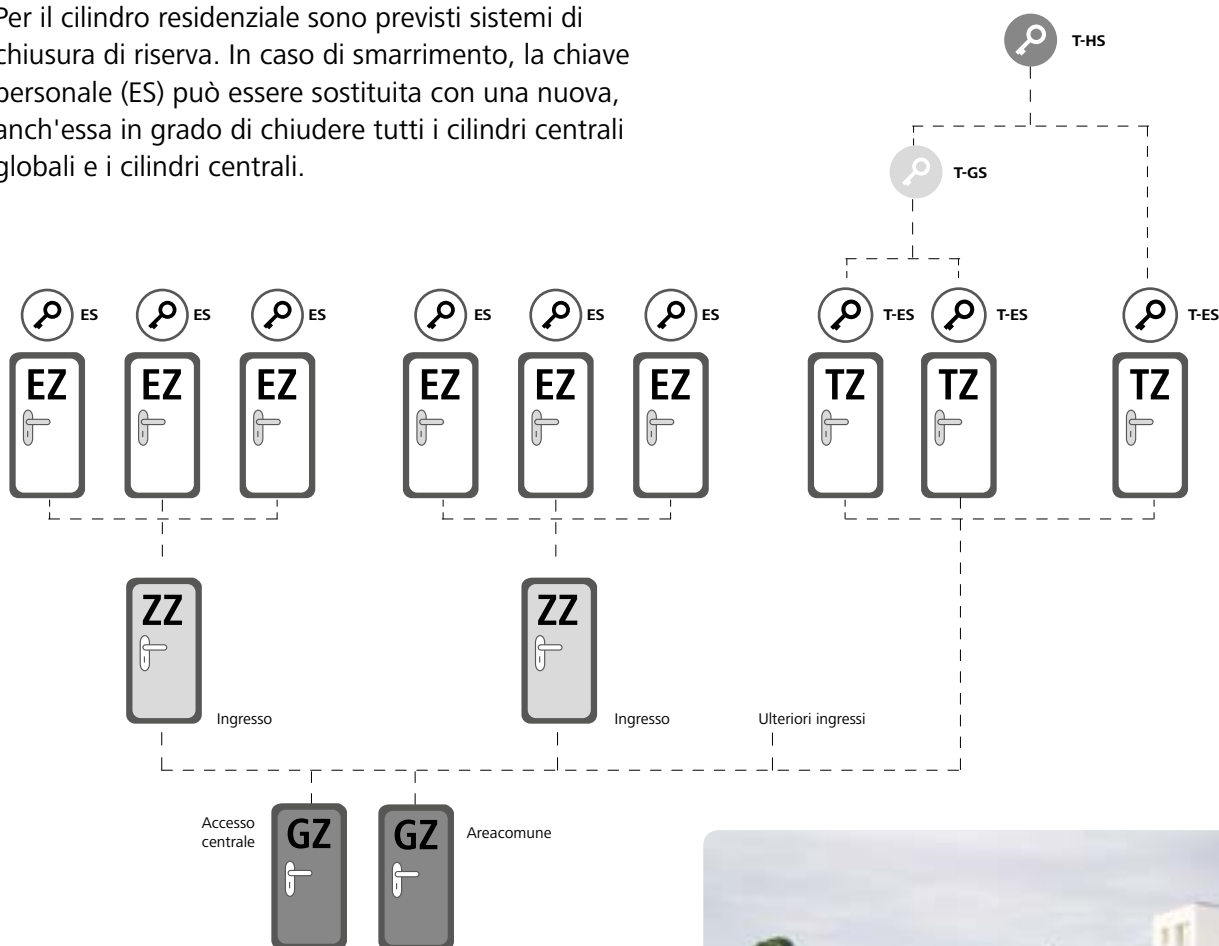 Per il cilindro residenziale sono previsti sistemi di
chiusura di riserva. In caso di smarrimento, la chiave
personale (ES) può essere sostituita con una nuova,
anch'essa in grado di chiudere tutti i cilindri centrali
globali e i cilindri centrali.
T-HS
T-GS
ES ES ES ES ES ES T-ES T-ES T-ES
EZ EZ EZ EZ EZ EZ TZ TZ TZ
ZZ ZZ
Ingresso Ingresso Ulteriori ingressi
Accesso
centrale
GZ GZ
Areacomune